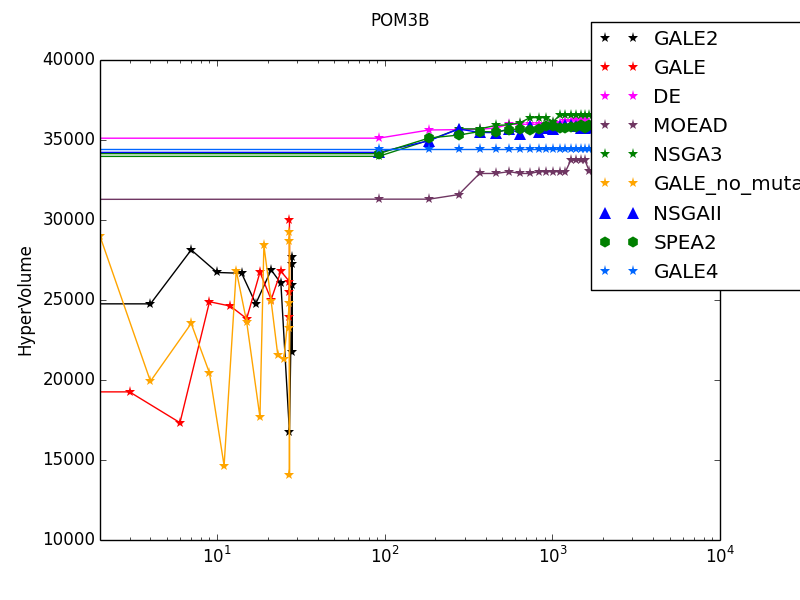 POM3B
40000
35000
30000
25000
20000
15000
10000
HyperVolume
10^1
10^2
10^3
10^4
GALE2
GALE
DE
MOEAD
NSGA3
GALE_no_muta
NSGAII
SPEA2
GALE4